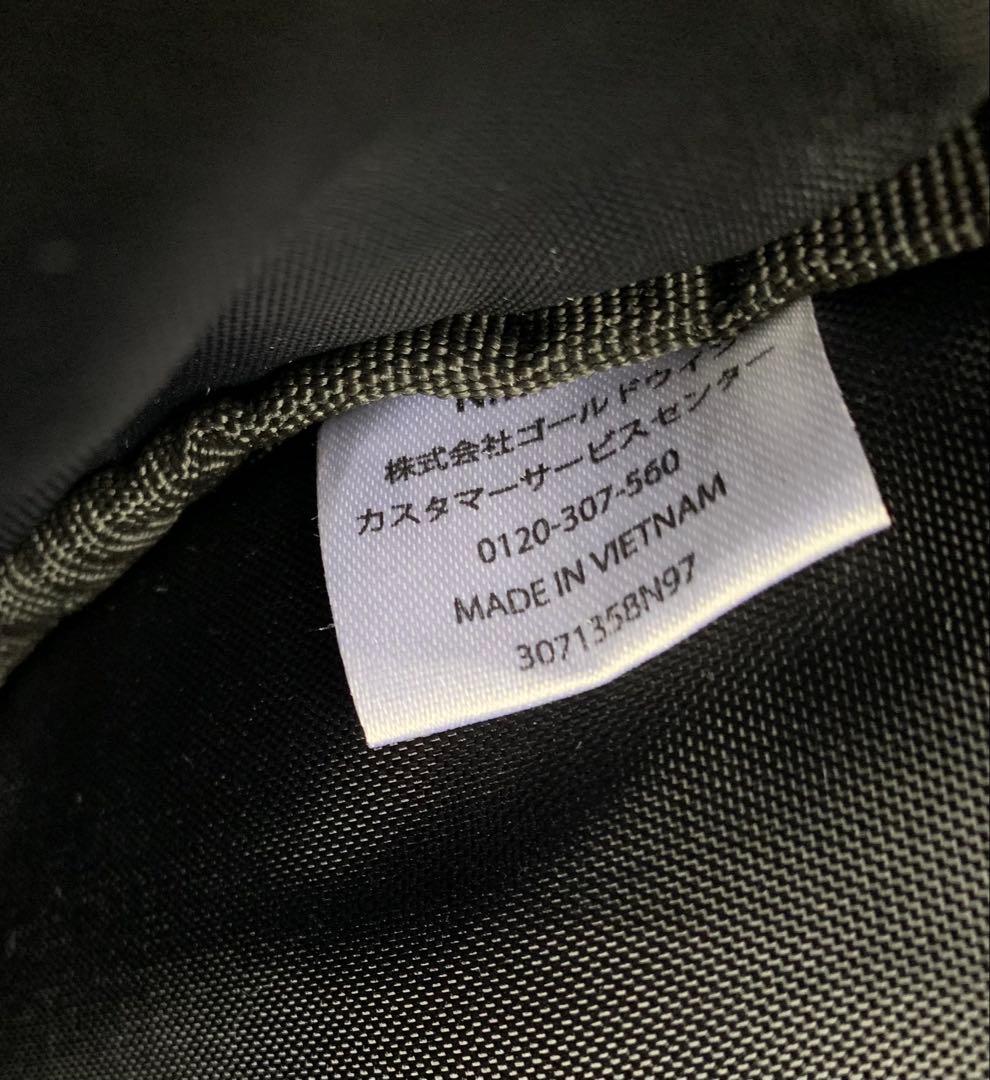 株式会社ゴールドウイン
カスタマーサービスセンター
0120-307-560
MADE IN VIETNAM
307135BN97